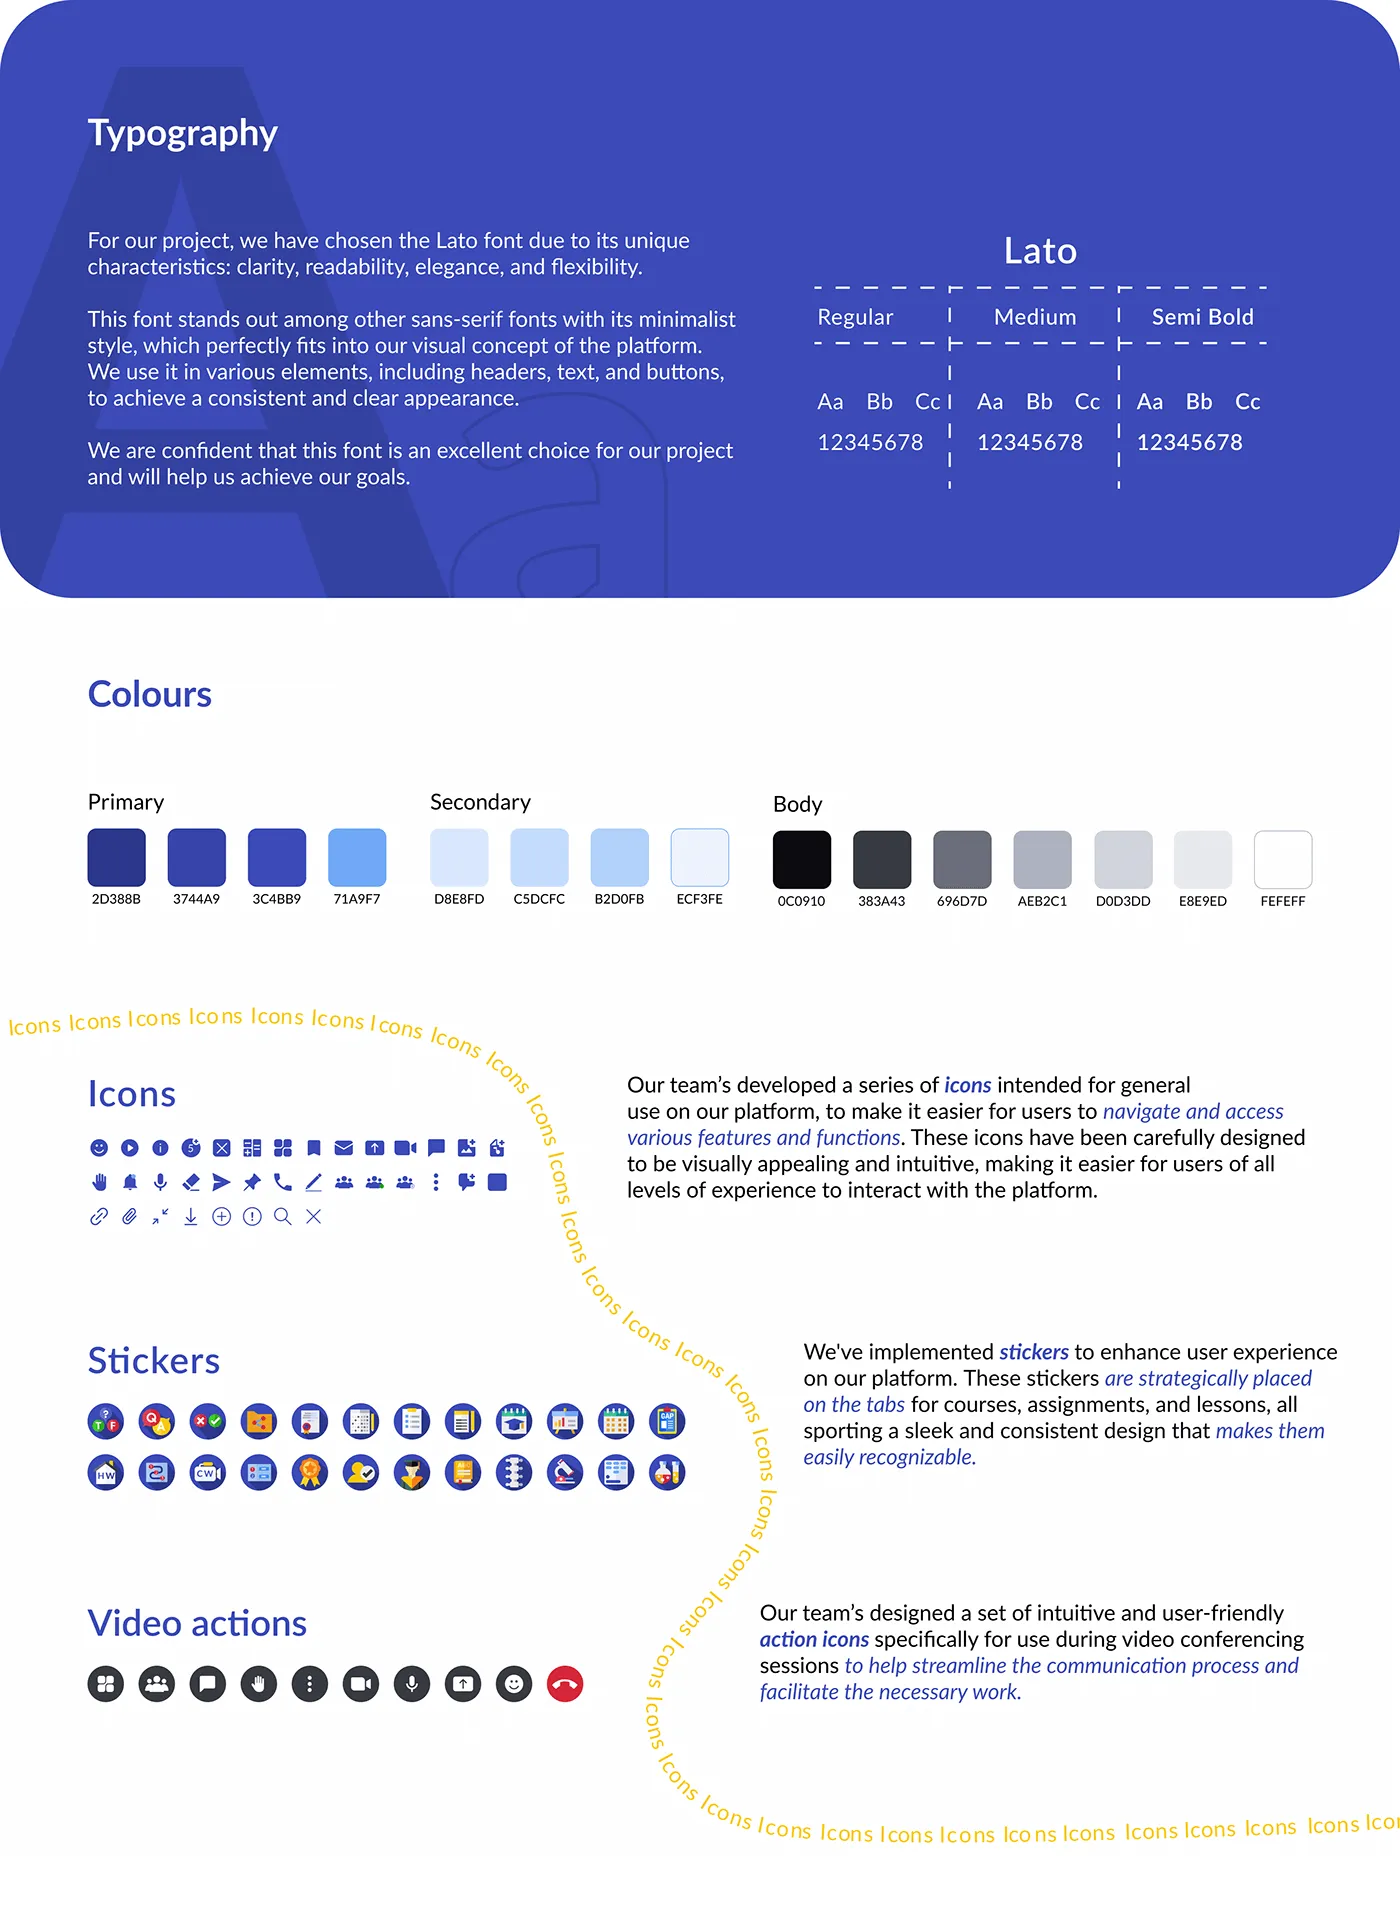 Typography
For our project, we have chosen the Lato font due to its unique
characteristics: clarity, readability, elegance, and flexibility.
This font stands out among other sans-serif fonts with its minimalist
style, which perfectly fits into our visual concept of the platform.
We use it in various elements, including headers, text, and buttons,
to achieve a consistent and clear appearance.
We are confident that this font is an excellent choice for our project
and will help us achieve our goals.
Aa
Lato
Regular Medium Semi Bold
Aa Bb Cc Aa Bb Cc Aa Bb Cc
12345678 12345678 12345678
Colours
Primary
2D388B 3744A9 3C4BB9 71A9F7
Secondary
D8E8FD C5DCFC B2D0FB ECF3FE
Body
0C0910 383A43 696D7D AEB2C1 D0D3DD E8E9ED FEFEFF
Icons Icons Icons Icons Icons Icons Icons Icons Icons Icons Icons Icons Icons Icons Icons Icons Icons Icons Icons Icons Icons Icons Icons Icons Icons Icons Icons Icons Icons Icons Icons Icons Icons Icons Icons Icons
Icons
Our team's developed a series of icons intended for general
use on our platform, to make it easier for users to navigate and access
various features and functions. These icons have been carefully designed
to be visually appealing and intuitive, making it easier for users of all
levels of experience to interact with the platform.
Stickers
? T F
Q A
GAP
HW
CW
We've implemented stickers to enhance user experience
on our platform. These stickers are strategically placed
on the tabs for courses, assignments, and lessons, all
sporting a sleek and consistent design that makes them
easily recognizable.
Video actions
Our team's designed a set of intuitive and user-friendly
action icons specifically for use during video conferencing
sessions to help streamline the communication process and
facilitate the necessary work.